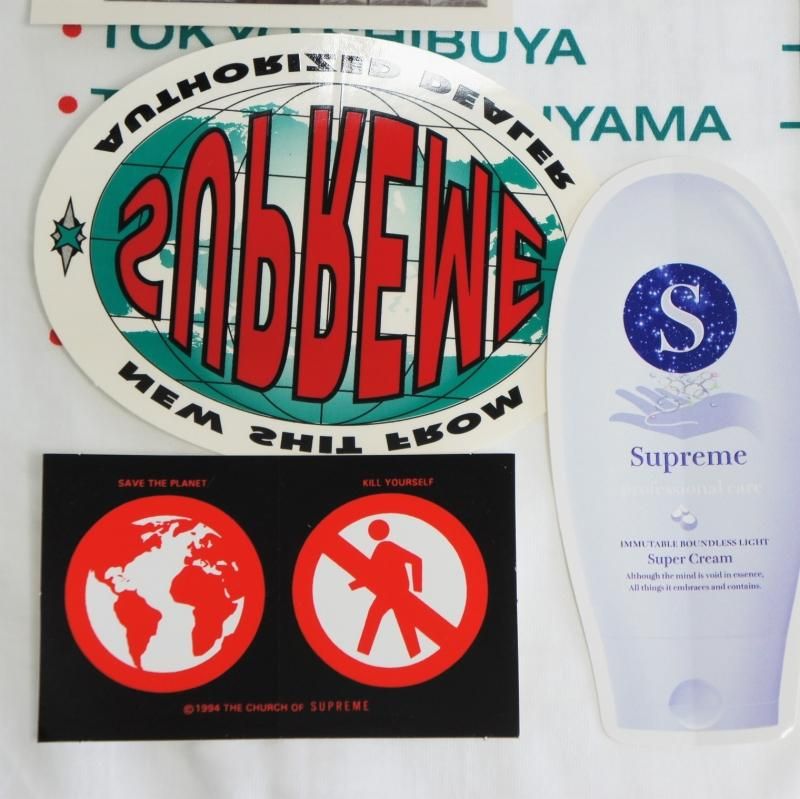 TOKYO SHIBUYA
AUTHORIZED DEALER
SUPREME
NEW SHIT FROM
S
Supreme
professional care
IMMUTABLE BOUNDLESS LIGHT
Super Cream
Although the mind is void in essence,
All things it embraces and contains.
SAVE THE PLANET
KILL YOURSELF
©1994 THE CHURCH OF SUPREME